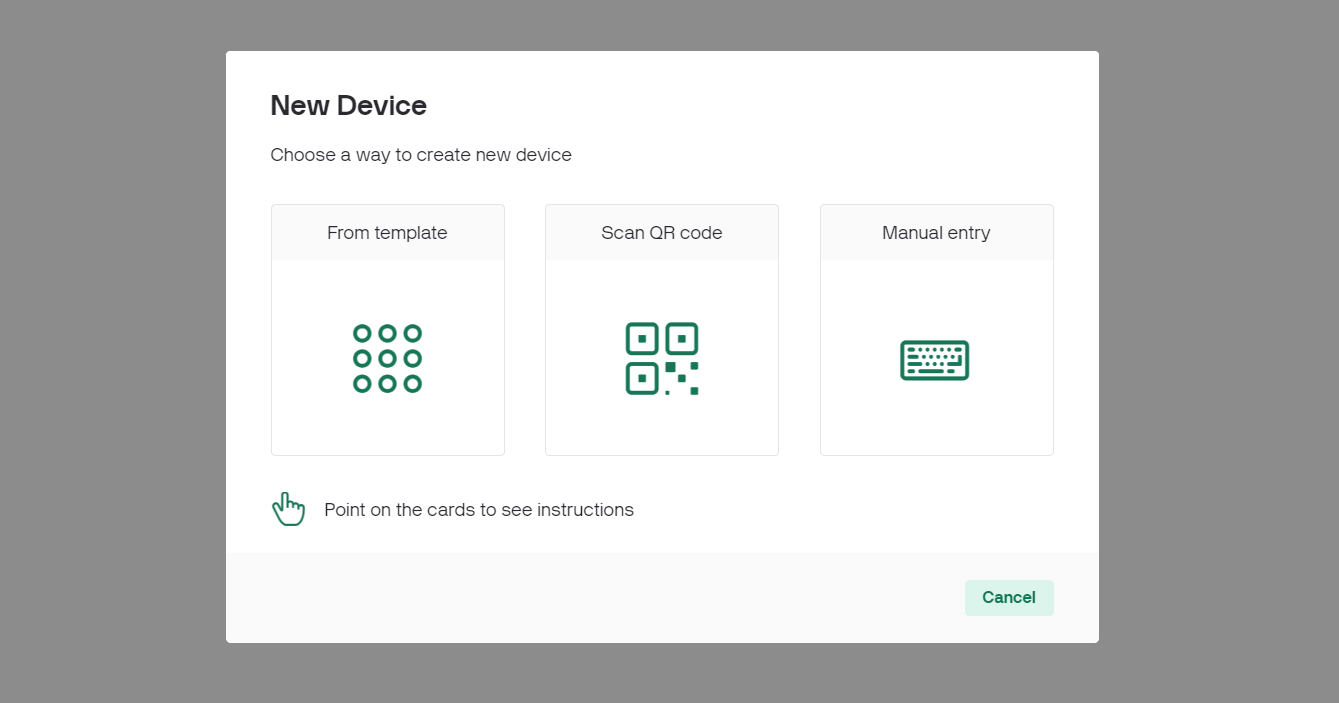 New Device
Choose a way to create new device
From template
Scan QR code
Manual entry
Point on the cards to see instructions
Cancel